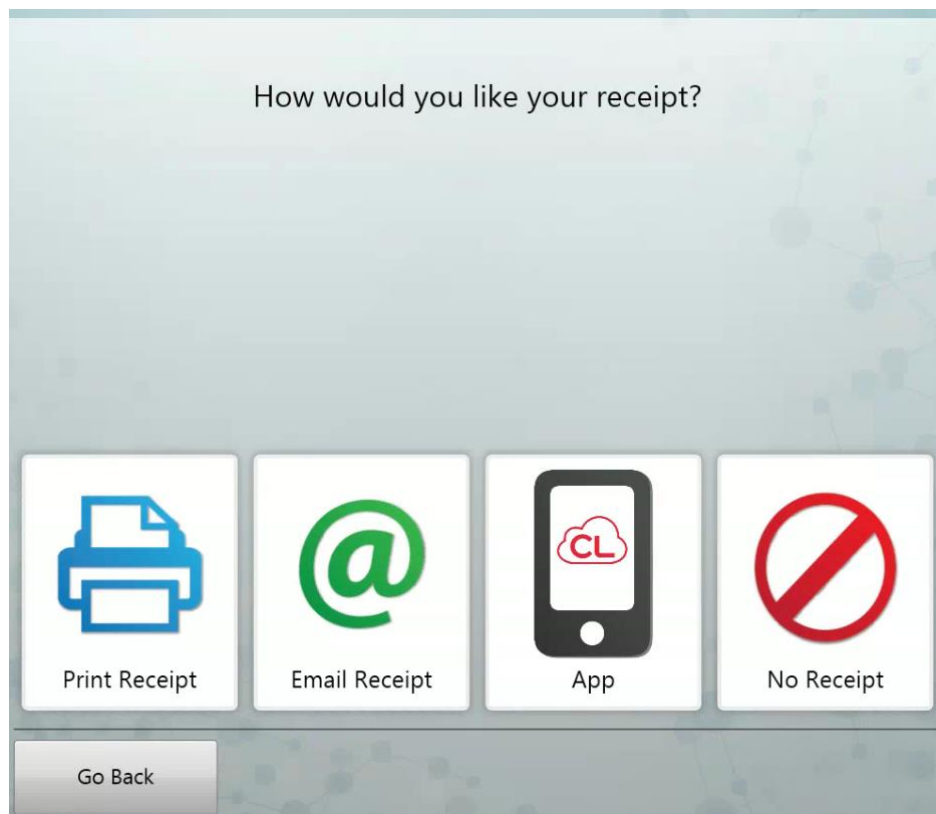 How would you like your receipt?
@
CL
Print Receipt
Email Receipt
App
No Receipt
Go Back